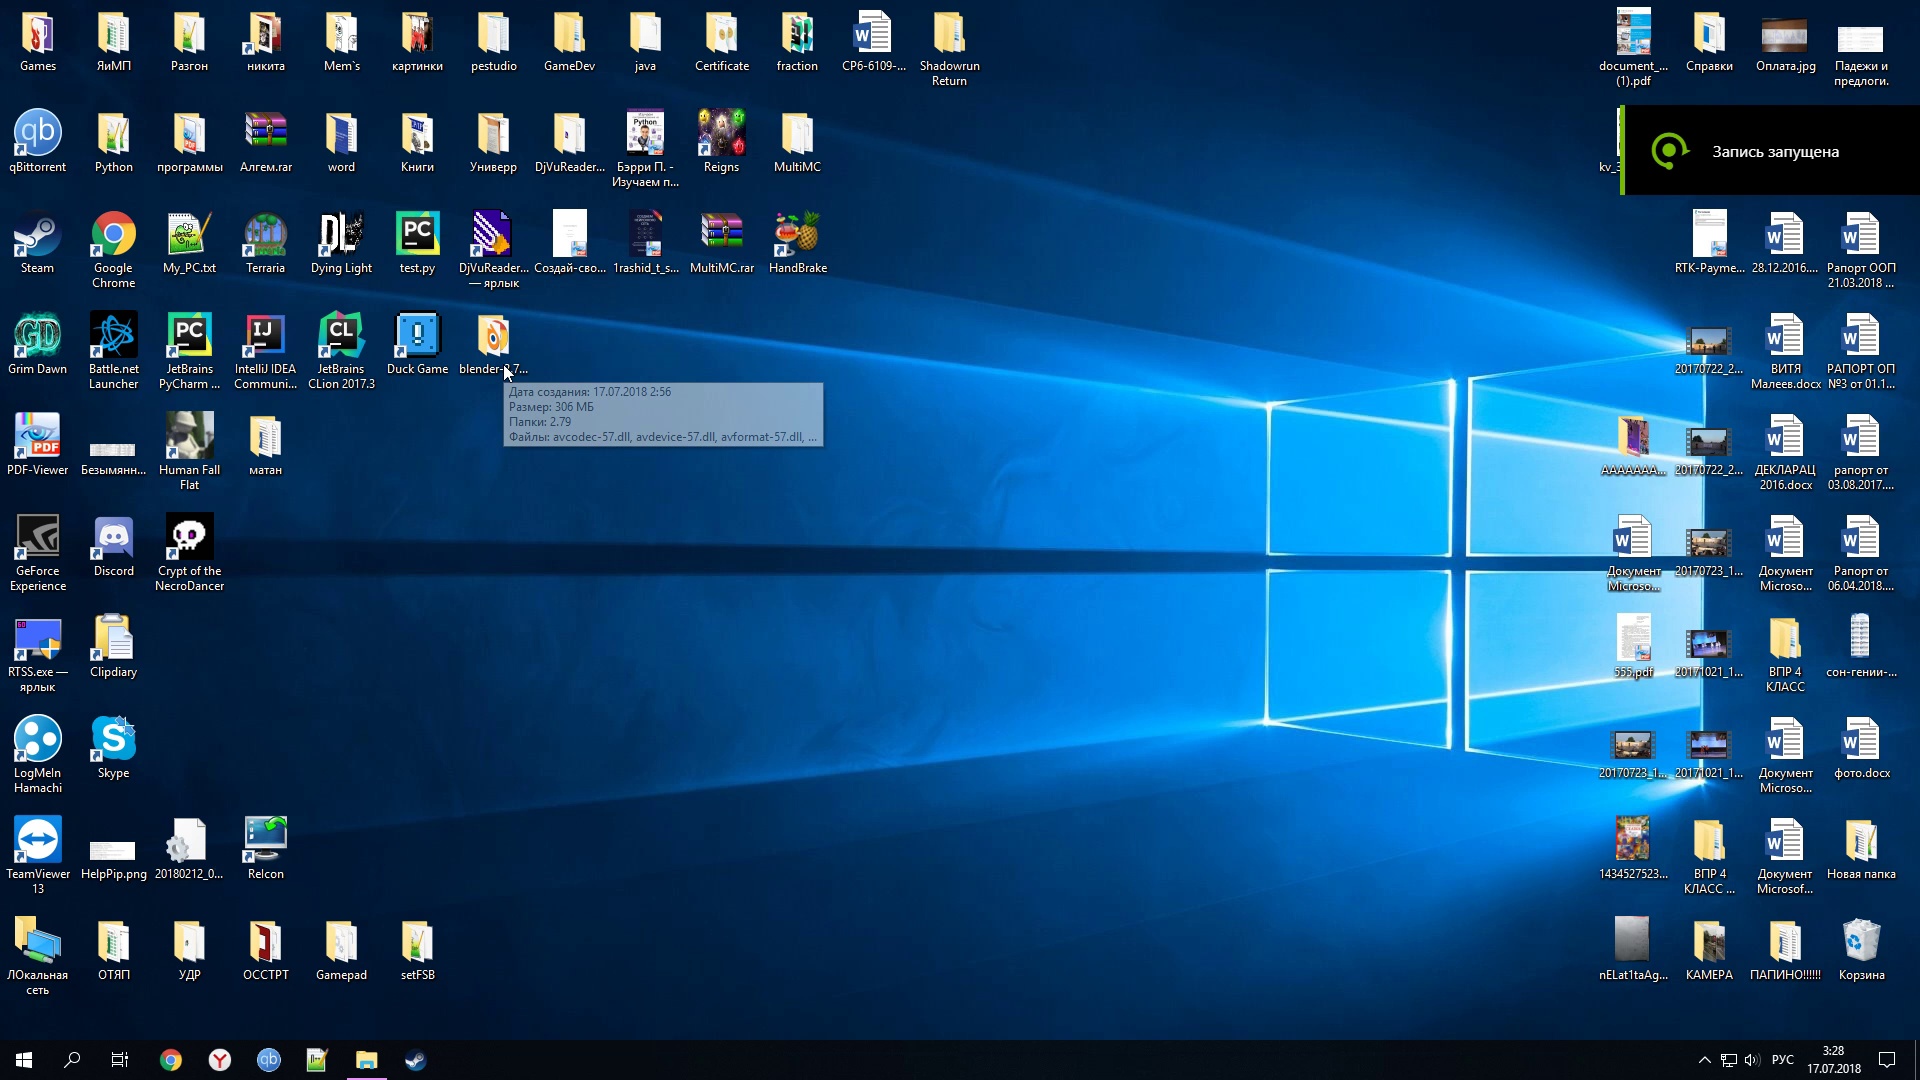 Games
ЯиМП
Разгон
никита
Mem`s
картинки
pestudio
GameDev
java
Certificate
fraction
СР6-6109-...
Shadowrun
Return
document_...
(1).pdf
Справки
Оплата.jpg
Падежи и
предлоги.
qBittorrent
Python
программы
Алгем.rar
word
Книги
Универр
DjVuReader...
Бэрри П. -
Изучаем п...
Reigns
MultiMC
Запись запущена
Steam
Google
Chrome
My_PC.txt
Terraria
Dying Light
test.py
DjVuReader...
— ярлык
Создай-сво...
1rashid_t_s...
MultiMC.rar
HandBrake
RTK-Payme...
28.12.2016....
Рапорт ООП
21.03.2018 ...
Grim Dawn
Battle.net
Launcher
JetBrains
PyCharm ...
IntelliJ IDEA
Communi...
JetBrains
CLion 2017.3
Duck Game
Дата создания: 17.07.2018 2:56
Размер: 306 МБ
Папки: 2.79
Файлы: avcodec-57.dll, avdevice-57.dll, avformat-57.dll, ...
20170722_2...
ВИТЯ
Малеев.docx
РАПОРТ ОП
№3 от 01.1...
PDF-Viewer
Безымянн...
Human Fall
Flat
матан
AAAAAAA...
20170722_2...
ДЕКЛАРАЦ
2016.docx
рапорт от
03.08.2017....
GeForce
Experience
Discord
Crypt of the
NecroDancer
Документ
Microso...
20170723_1...
Документ
Microso...
Рапорт от
06.04.2018....
RTSS.exe —
ярлык
Clipdiary
555.pdf
20171021_1...
ВПР 4
КЛАСС
сон-гении-...
LogMeIn
Hamachi
Skype
20170723_1...
20171021_1...
Документ
Microso...
фото.docx
TeamViewer
13
HelpPip.png
20180212_0...
Relcon
1434527523...
ВПР 4
КЛАСС ...
Документ
Microsof...
Новая папка
ЛОкальная
сеть
ОТЯП
УДР
ОССТРТ
Gamepad
setFSB
nELat1taAg...
КАМЕРА
ПАПИНО!!!!!!
Корзина
РУС
3:28
17.07.2018